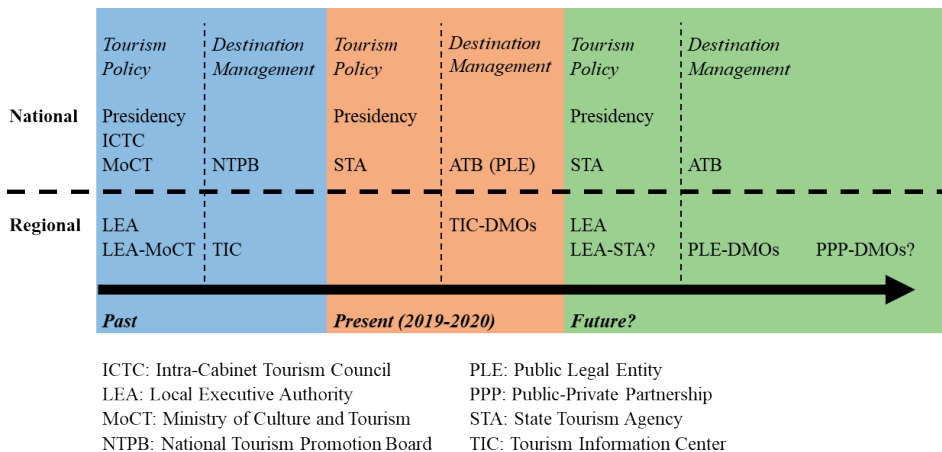 Tourism Policy
Destination Management
Tourism Policy
Destination Management
Tourism Policy
Destination Management
National
Presidency
ICTC
MoCT
NTPB
Presidency
STA
ATB (PLE)
Presidency
STA
ATB
Regional
LEA
LEA-MoCT
TIC
TIC-DMOs
LEA
LEA-STA?
PLE-DMOs
PPP-DMOs?
Past
Present (2019-2020)
Future?
ICTC: Intra-Cabinet Tourism Council
LEA: Local Executive Authority
MoCT: Ministry of Culture and Tourism
NTPB: National Tourism Promotion Board
PLE: Public Legal Entity
PPP: Public-Private Partnership
STA: State Tourism Agency
TIC: Tourism Information Center